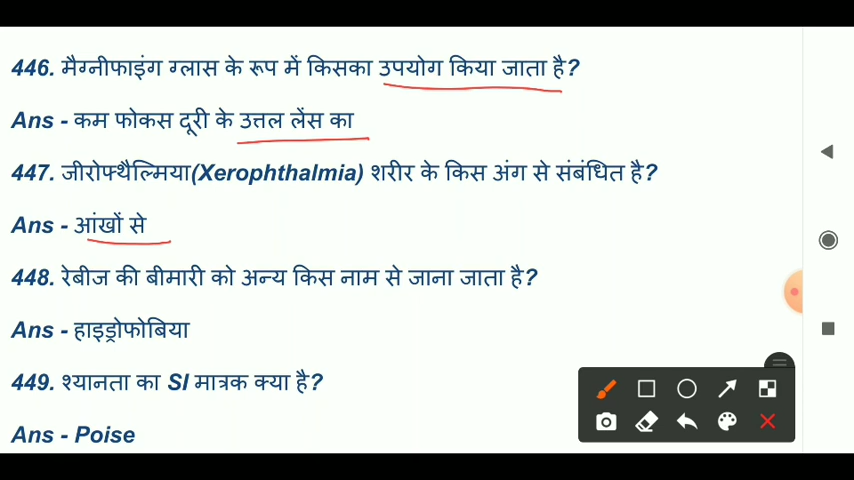 446. मैग्नीफाइंग ग्लास के रूप में किसका उपयोग किया जाता है?
Ans - कम फोकस दूरी के उत्तल लेंस का
447. जीरोफ्थैल्मिया(Xerophthalmia) शरीर के किस अंग से संबंधित है?
Ans - आंखों से
448. रेबीज की बीमारी को अन्य किस नाम से जाना जाता है?
Ans - हाइड्रोफोबिया
449. श्यानता का SI मात्रक क्या है?
Ans - Poise